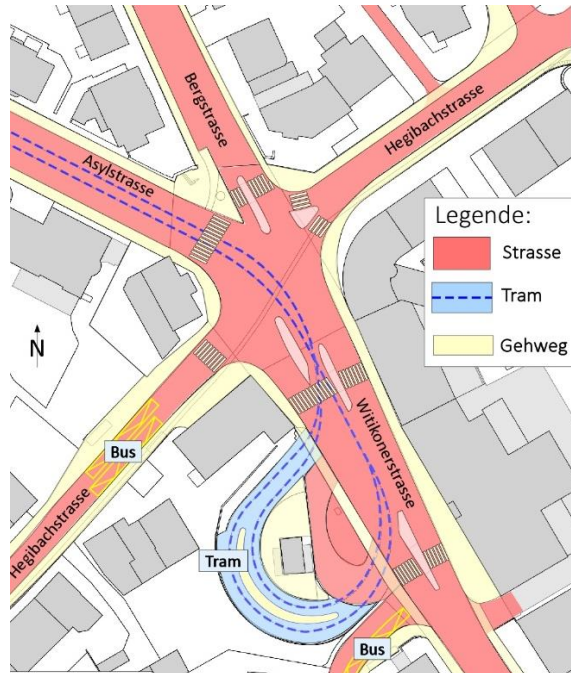 Bergstrasse
Hegibachstrasse
Asylstrasse
Legende:
Strasse
Tram
Gehweg
N
Witikonerstrasse
Bus
Hegibachstrasse
Tram
Bus